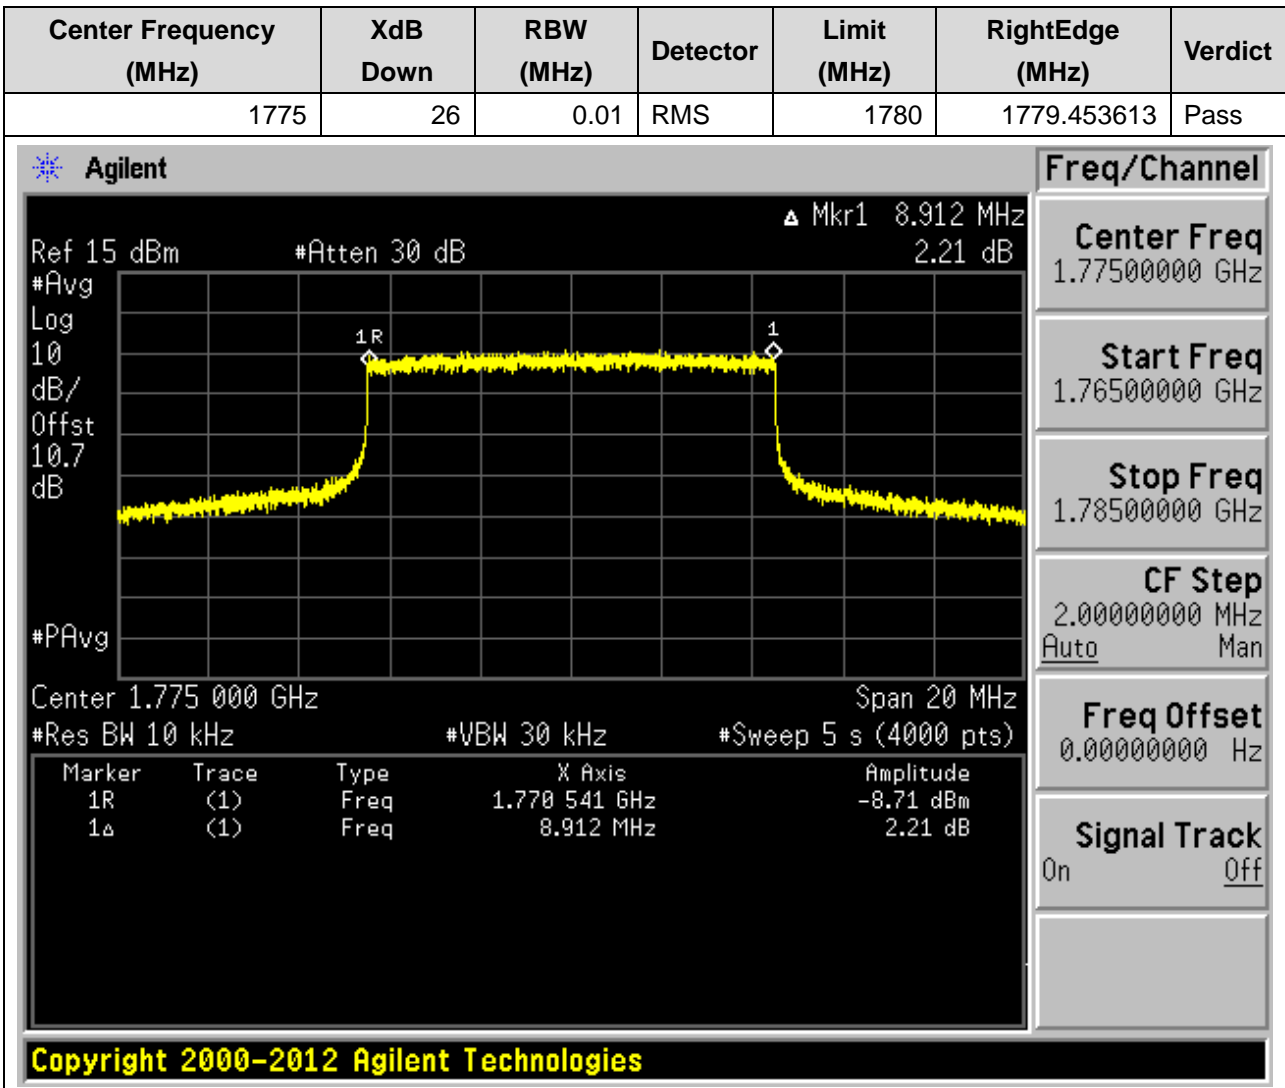 Center Frequency (MHz) XdB Down RBW (MHz) Detector Limit (MHz) RightEdge (MHz) Verdict
1775 26 0.01 RMS 1780 1779.453613 Pass
Agilent
Freq/Channel
Δ Mkr1 8.912 MHz
Ref 15 dBm #Atten 30 dB 2.21 dB
#Avg
Log
10
dB/
Offst
10.7
dB
1R
1
#PAvg
Center 1.775 000 GHz Span 20 MHz
#Res BW 10 kHz #VBW 30 kHz #Sweep 5 s (4000 pts)
Marker Trace Type X Axis Amplitude
1R (1) Freq 1.770 541 GHz -8.71 dBm
1Δ (1) Freq 8.912 MHz 2.21 dB
Center Freq
1.77500000 GHz
Start Freq
1.76500000 GHz
Stop Freq
1.78500000 GHz
CF Step
2.00000000 MHz
Auto Man
Freq Offset
0.00000000 Hz
Signal Track
On Off
Copyright 2000-2012 Agilent Technologies